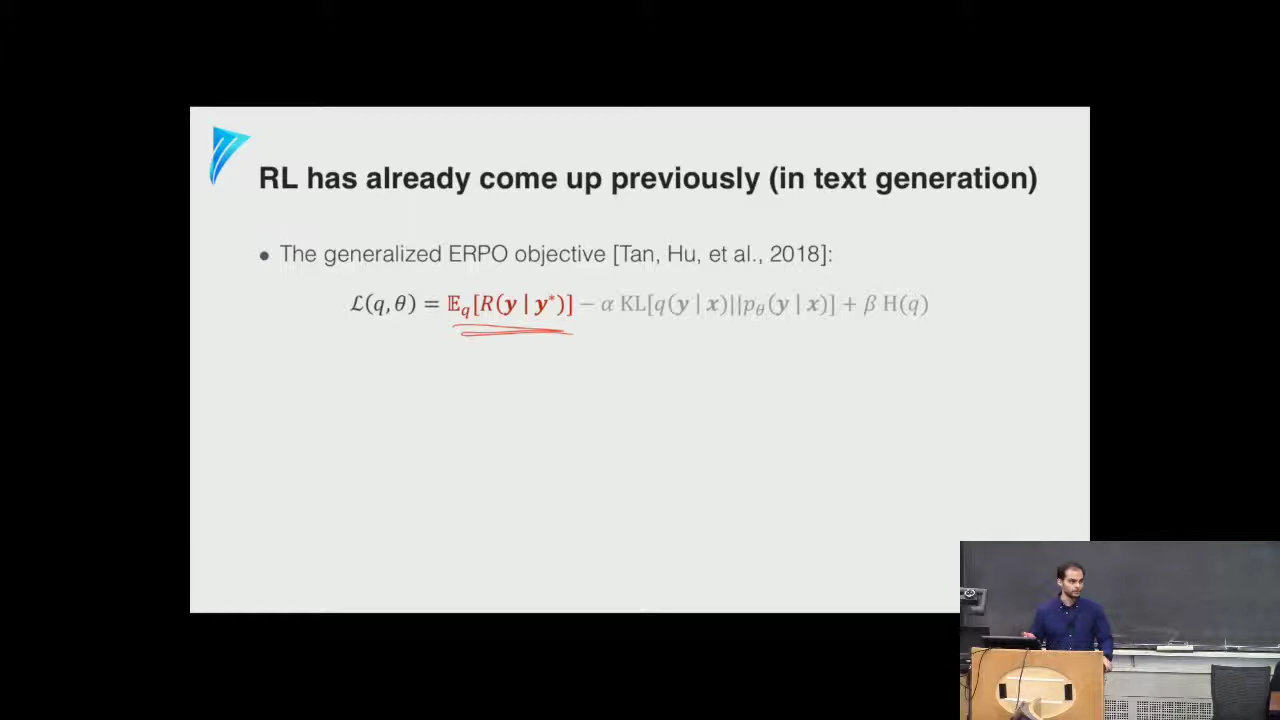 RL has already come up previously (in text generation)
• The generalized ERPO objective [Tan, Hu, et al., 2018]:
ℒ(q, θ) = 𝔼_q[R(y | y*)] − α KL[q(y | x)||p_θ(y | x)] + β H(q)